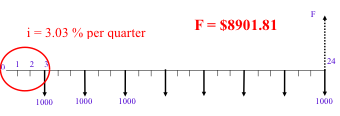 F = $8901.81
F
i = 3.03 % per quarter
0 1 2 3
24
1000 1000 1000 1000